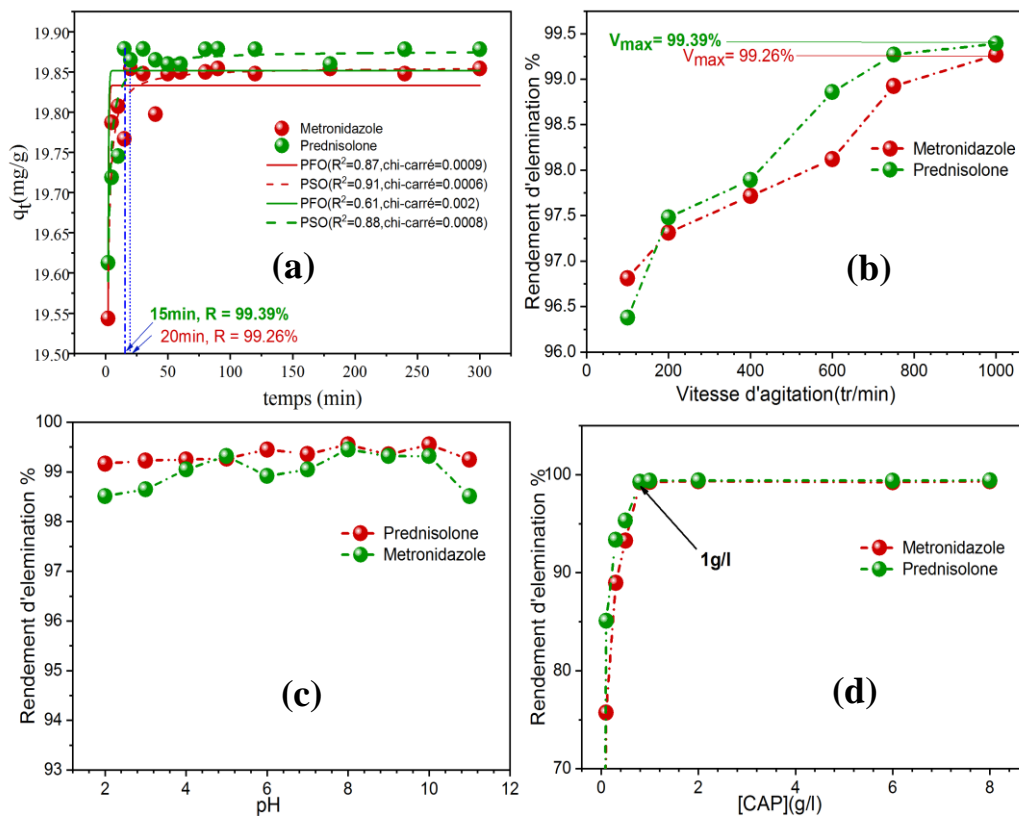 19.90
19.85
19.80
19.75
19.70
19.65
19.60
19.55
19.50
qt(mg/g)
Metronidazole
Prednisolone
PFO(R²=0.87,chi-carré=0.0009)
PSO(R²=0.91,chi-carré=0.0006)
PFO(R²=0.61,chi-carré=0.002)
PSO(R²=0.88,chi-carré=0.0008)
(a)
15min, R = 99.39%
20min, R = 99.26%
0 60 120 180 240 300
temps (min)
99.5
99.0
98.5
98.0
97.5
97.0
96.5
96.0
Rendement d'elemination %
Vmax= 99.39%
Vmax= 99.26%
Metronidazole
Prednisolone
(b)
0 200 400 600 800 1000
Vitesse d'agitation(tr/min)
100
99
98
97
96
95
94
93
Rendement d'elemination %
Prednisolone
Metronidazole
(c)
2 4 6 8 10 12
pH
100
90
80
70
Rendement d'elemination %
1g/l
Metronidazole
Prednisolone
(d)
0 2 4 6 8
[CAP](g/l)